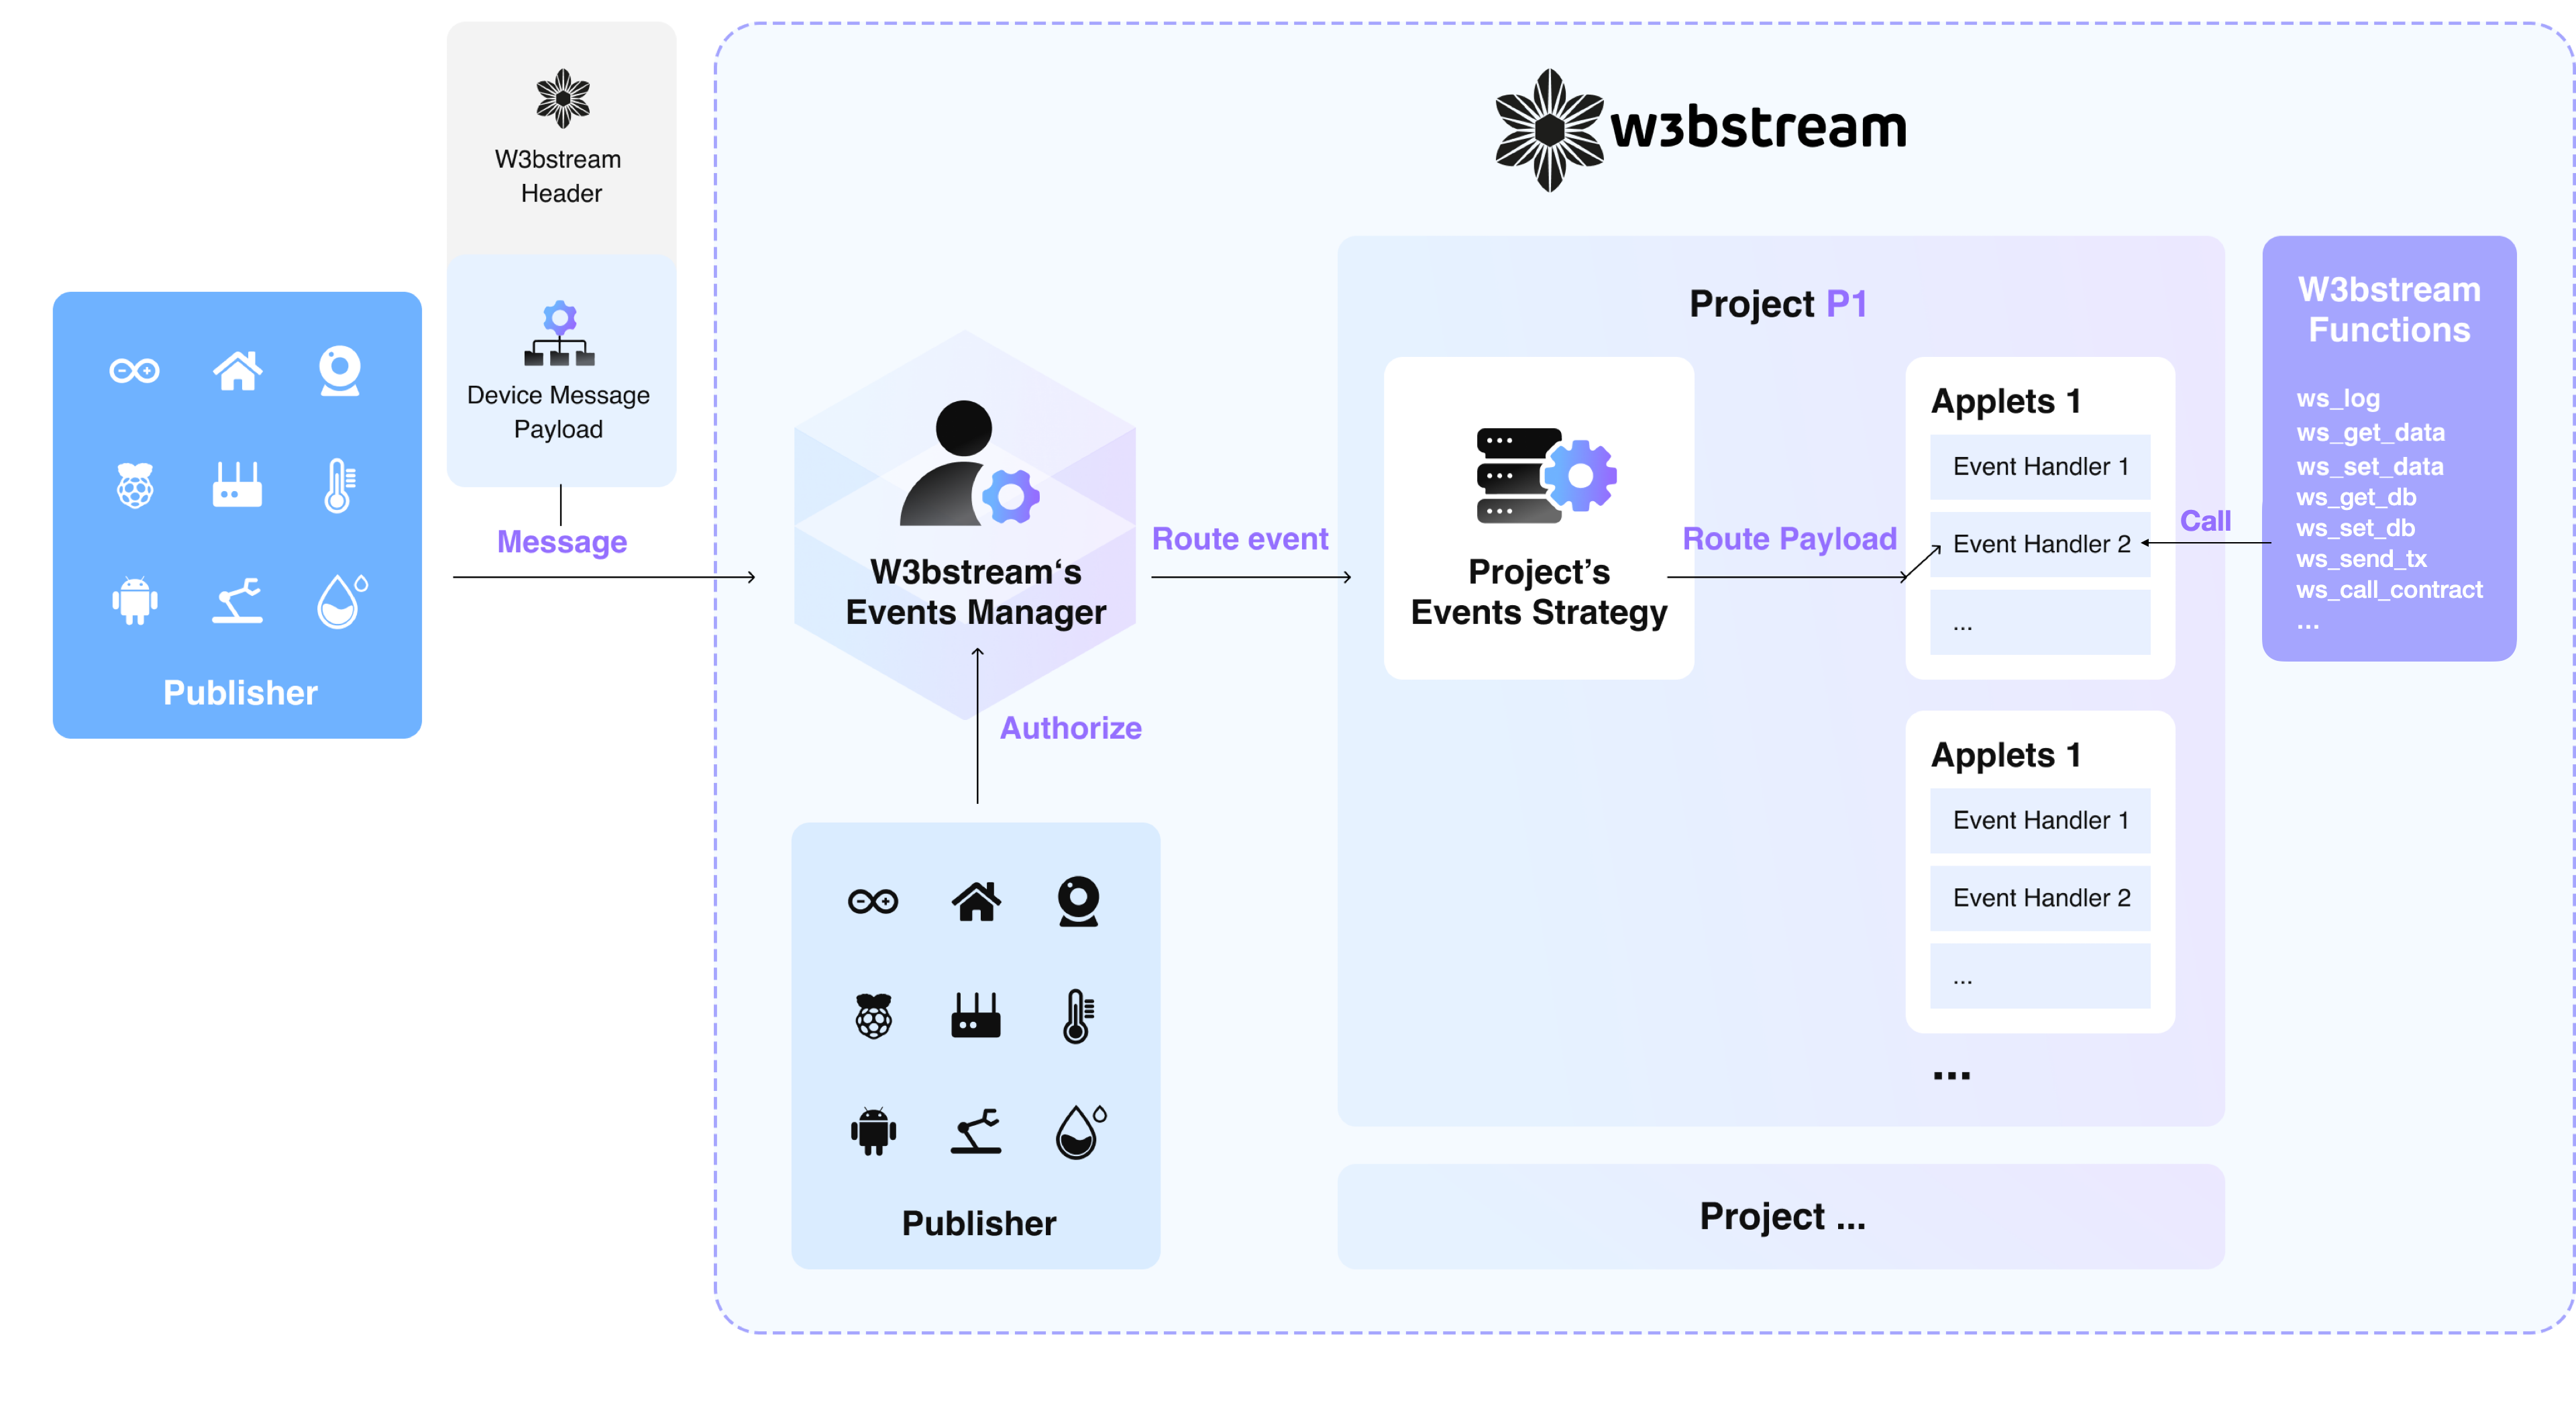 W3bstream
Header
Device Message
Payload
Message
Publisher
w3bstream
W3bstream‘s
Events Manager
Authorize
Publisher
Route event
Project P1
Project’s
Events Strategy
Route Payload
Applets 1
Event Handler 1
Event Handler 2
...
Applets 1
Event Handler 1
Event Handler 2
...
...
Project ...
Call
W3bstream
Functions
ws_log
ws_get_data
ws_set_data
ws_get_db
ws_set_db
ws_send_tx
ws_call_contract
...